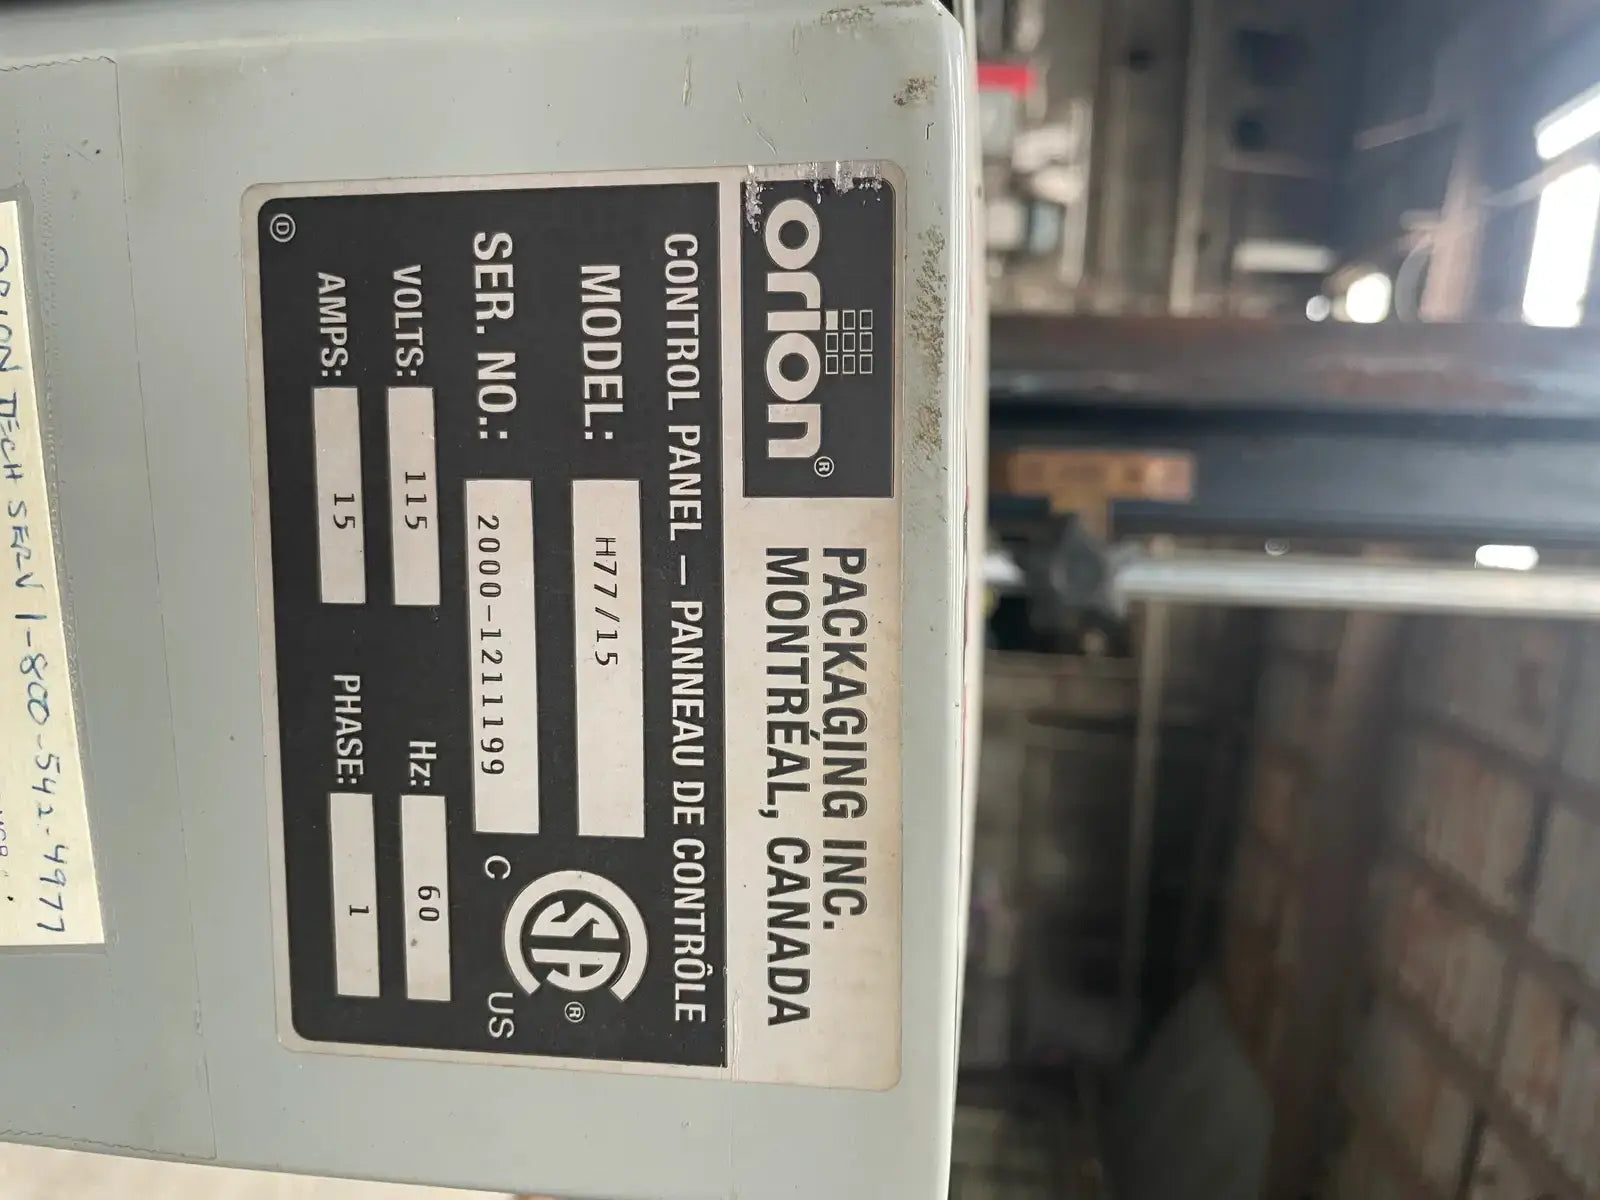 orion®
PACKAGING INC.
MONTRÉAL, CANADA
CONTROL PANEL – PANNEAU DE CONTRÔLE
MODEL: H77/15
SER. NO.: 2000-1211199
C SA® US
VOLTS: 115 Hz: 60
AMPS: 15 PHASE: 1
D
ORION TECH SERV 1-800-542-4977